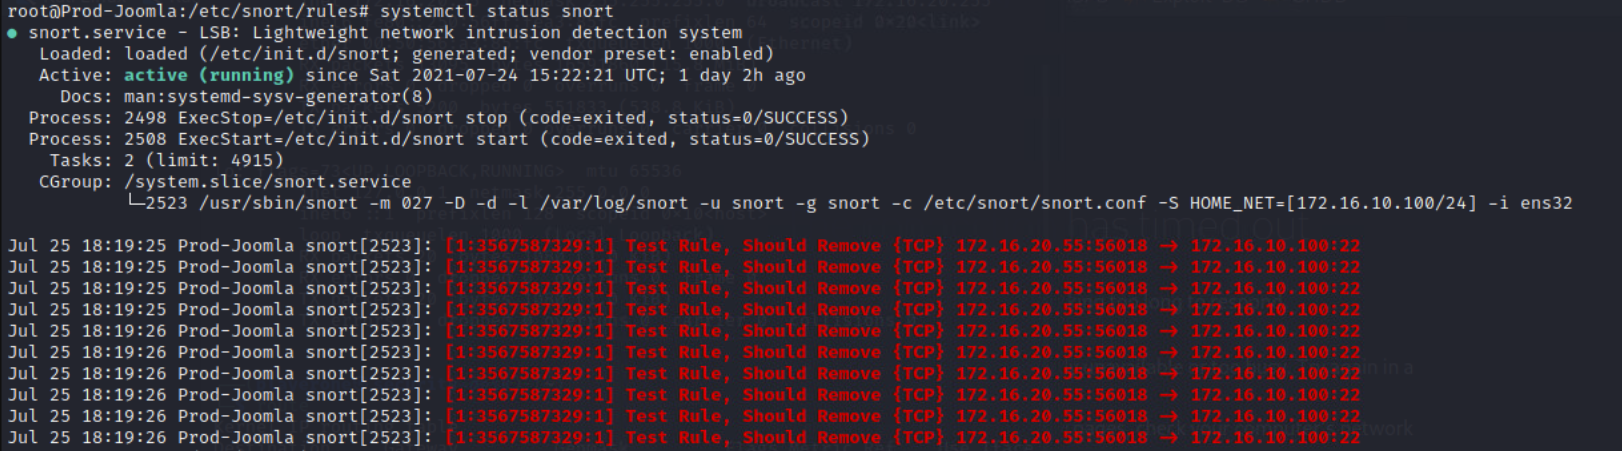 root@Prod-Joomla:/etc/snort/rules# systemctl status snort
● snort.service - LSB: Lightweight network intrusion detection system
Loaded: loaded (/etc/init.d/snort; generated; vendor preset: enabled)
Active: active (running) since Sat 2021-07-24 15:22:21 UTC; 1 day 2h ago
Docs: man:systemd-sysv-generator(8)
Process: 2498 ExecStop=/etc/init.d/snort stop (code=exited, status=0/SUCCESS)
Process: 2508 ExecStart=/etc/init.d/snort start (code=exited, status=0/SUCCESS)
Tasks: 2 (limit: 4915)
CGroup: /system.slice/snort.service
└─2523 /usr/sbin/snort -m 027 -D -d -l /var/log/snort -u snort -g snort -c /etc/snort/snort.conf -S HOME_NET=[172.16.10.100/24] -i ens32
Jul 25 18:19:25 Prod-Joomla snort[2523]: [1:3567587329:1] Test Rule, Should Remove {TCP} 172.16.20.55:56018 → 172.16.10.100:22
Jul 25 18:19:25 Prod-Joomla snort[2523]: [1:3567587329:1] Test Rule, Should Remove {TCP} 172.16.20.55:56018 → 172.16.10.100:22
Jul 25 18:19:25 Prod-Joomla snort[2523]: [1:3567587329:1] Test Rule, Should Remove {TCP} 172.16.20.55:56018 → 172.16.10.100:22
Jul 25 18:19:25 Prod-Joomla snort[2523]: [1:3567587329:1] Test Rule, Should Remove {TCP} 172.16.20.55:56018 → 172.16.10.100:22
Jul 25 18:19:26 Prod-Joomla snort[2523]: [1:3567587329:1] Test Rule, Should Remove {TCP} 172.16.20.55:56018 → 172.16.10.100:22
Jul 25 18:19:26 Prod-Joomla snort[2523]: [1:3567587329:1] Test Rule, Should Remove {TCP} 172.16.20.55:56018 → 172.16.10.100:22
Jul 25 18:19:26 Prod-Joomla snort[2523]: [1:3567587329:1] Test Rule, Should Remove {TCP} 172.16.20.55:56018 → 172.16.10.100:22
Jul 25 18:19:26 Prod-Joomla snort[2523]: [1:3567587329:1] Test Rule, Should Remove {TCP} 172.16.20.55:56018 → 172.16.10.100:22
Jul 25 18:19:26 Prod-Joomla snort[2523]: [1:3567587329:1] Test Rule, Should Remove {TCP} 172.16.20.55:56018 → 172.16.10.100:22
Jul 25 18:19:26 Prod-Joomla snort[2523]: [1:3567587329:1] Test Rule, Should Remove {TCP} 172.16.20.55:56018 → 172.16.10.100:22
has timed out